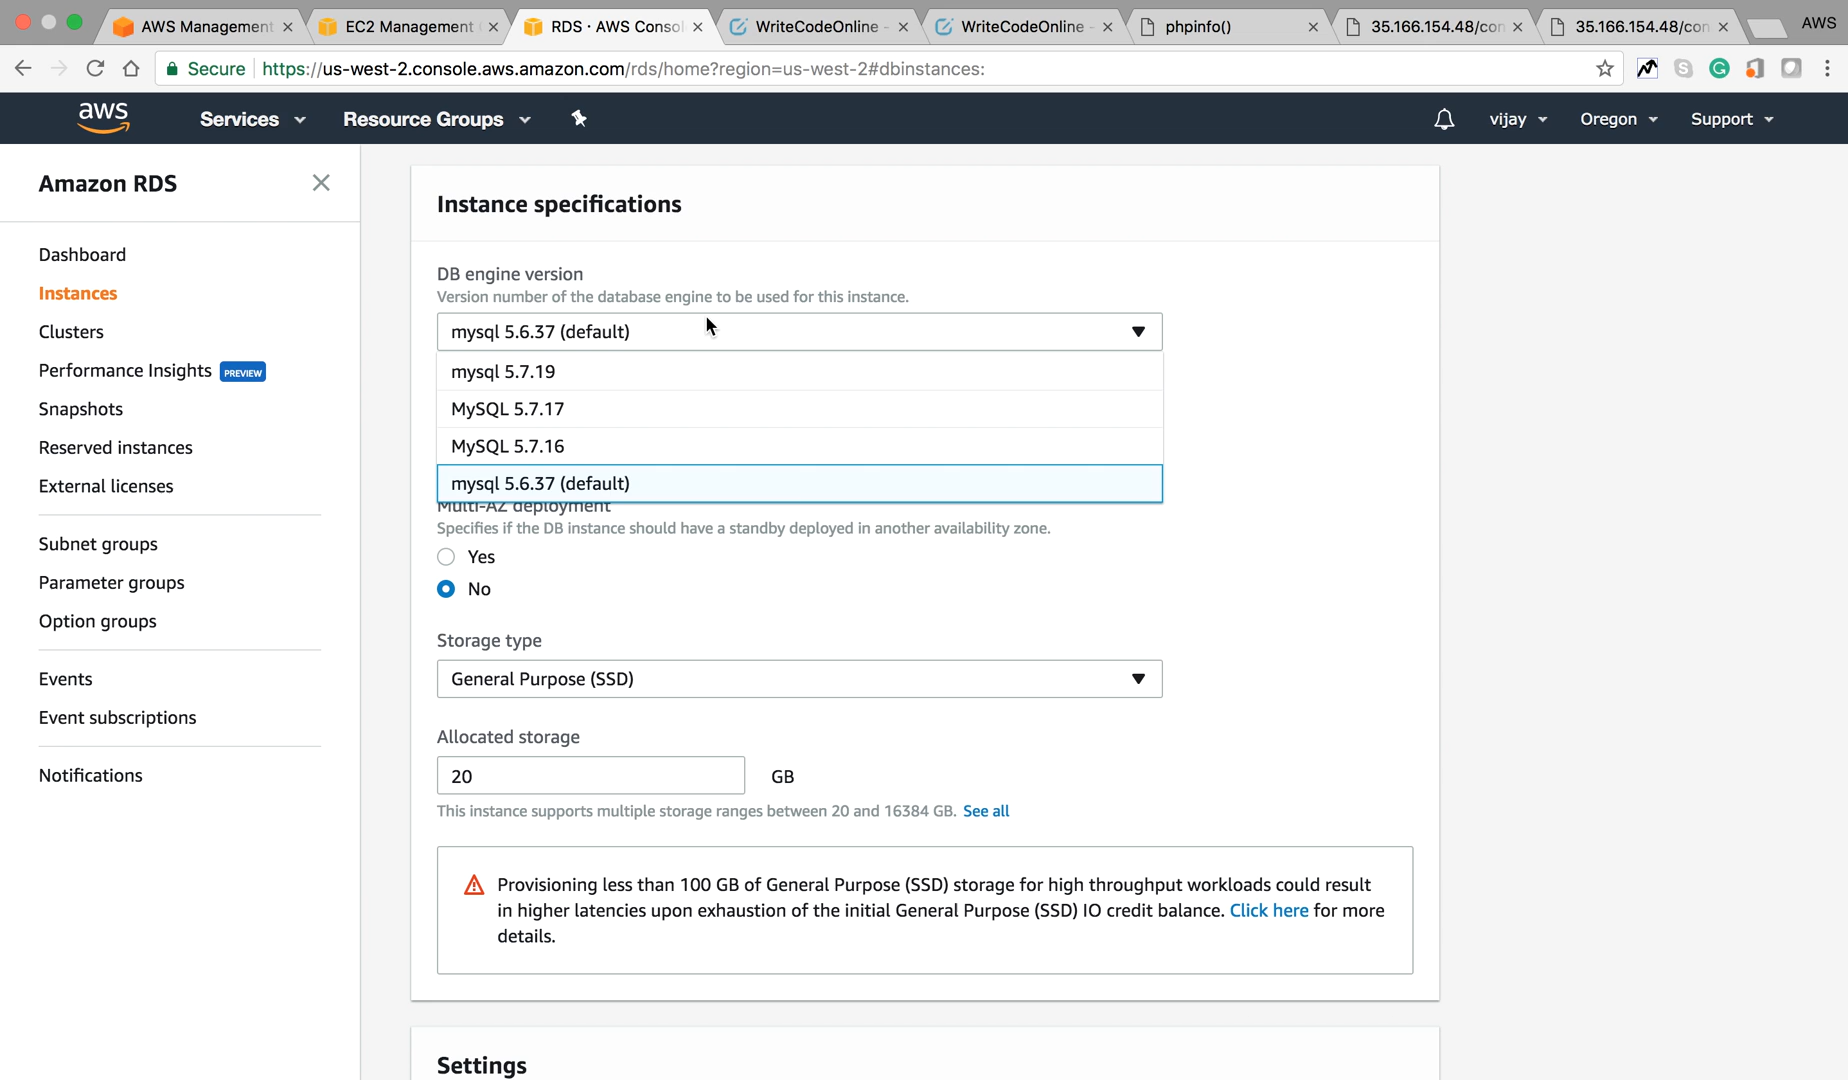 AWS Management
EC2 Management
RDS · AWS Consol
WriteCodeOnline -
WriteCodeOnline -
phpinfo()
35.166.154.48/con
35.166.154.48/con
AWS
Secure
https://us-west-2.console.aws.amazon.com/rds/home?region=us-west-2#dbinstances:
aws
Services
Resource Groups
vijay
Oregon
Support
Amazon RDS
Dashboard
Instances
Clusters
Performance Insights PREVIEW
Snapshots
Reserved instances
External licenses
Subnet groups
Parameter groups
Option groups
Events
Event subscriptions
Notifications
Instance specifications
DB engine version
Version number of the database engine to be used for this instance.
mysql 5.6.37 (default)
mysql 5.7.19
MySQL 5.7.17
MySQL 5.7.16
mysql 5.6.37 (default)
Multi-AZ deployment
Specifies if the DB instance should have a standby deployed in another availability zone.
Yes
No
Storage type
General Purpose (SSD)
Allocated storage
20 GB
This instance supports multiple storage ranges between 20 and 16384 GB. See all
Provisioning less than 100 GB of General Purpose (SSD) storage for high throughput workloads could result
in higher latencies upon exhaustion of the initial General Purpose (SSD) IO credit balance. Click here for more
details.
Settings